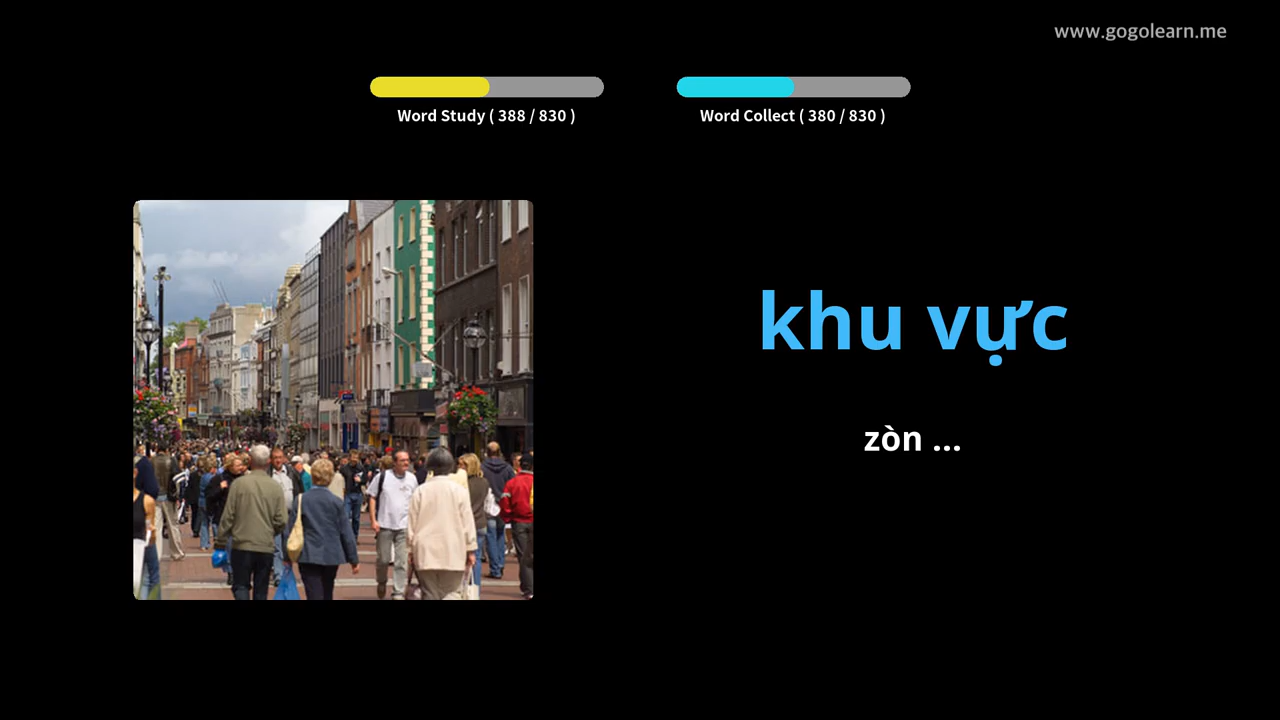 www.gogolearn.me
Word Study ( 388 / 830 )
Word Collect ( 380 / 830 )
khu vực
zòn ...